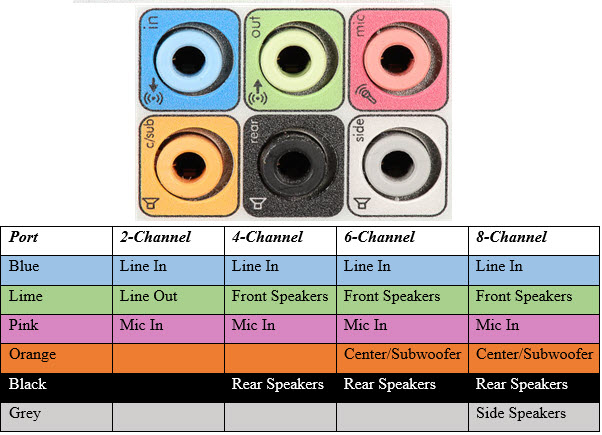 in out mic
c/sub rear side
Port 2-Channel 4-Channel 6-Channel 8-Channel
Blue Line In Line In Line In Line In
Lime Line Out Front Speakers Front Speakers Front Speakers
Pink Mic In Mic In Mic In Mic In
Orange Center/Subwoofer Center/Subwoofer
Black Rear Speakers Rear Speakers Rear Speakers
Grey Side Speakers